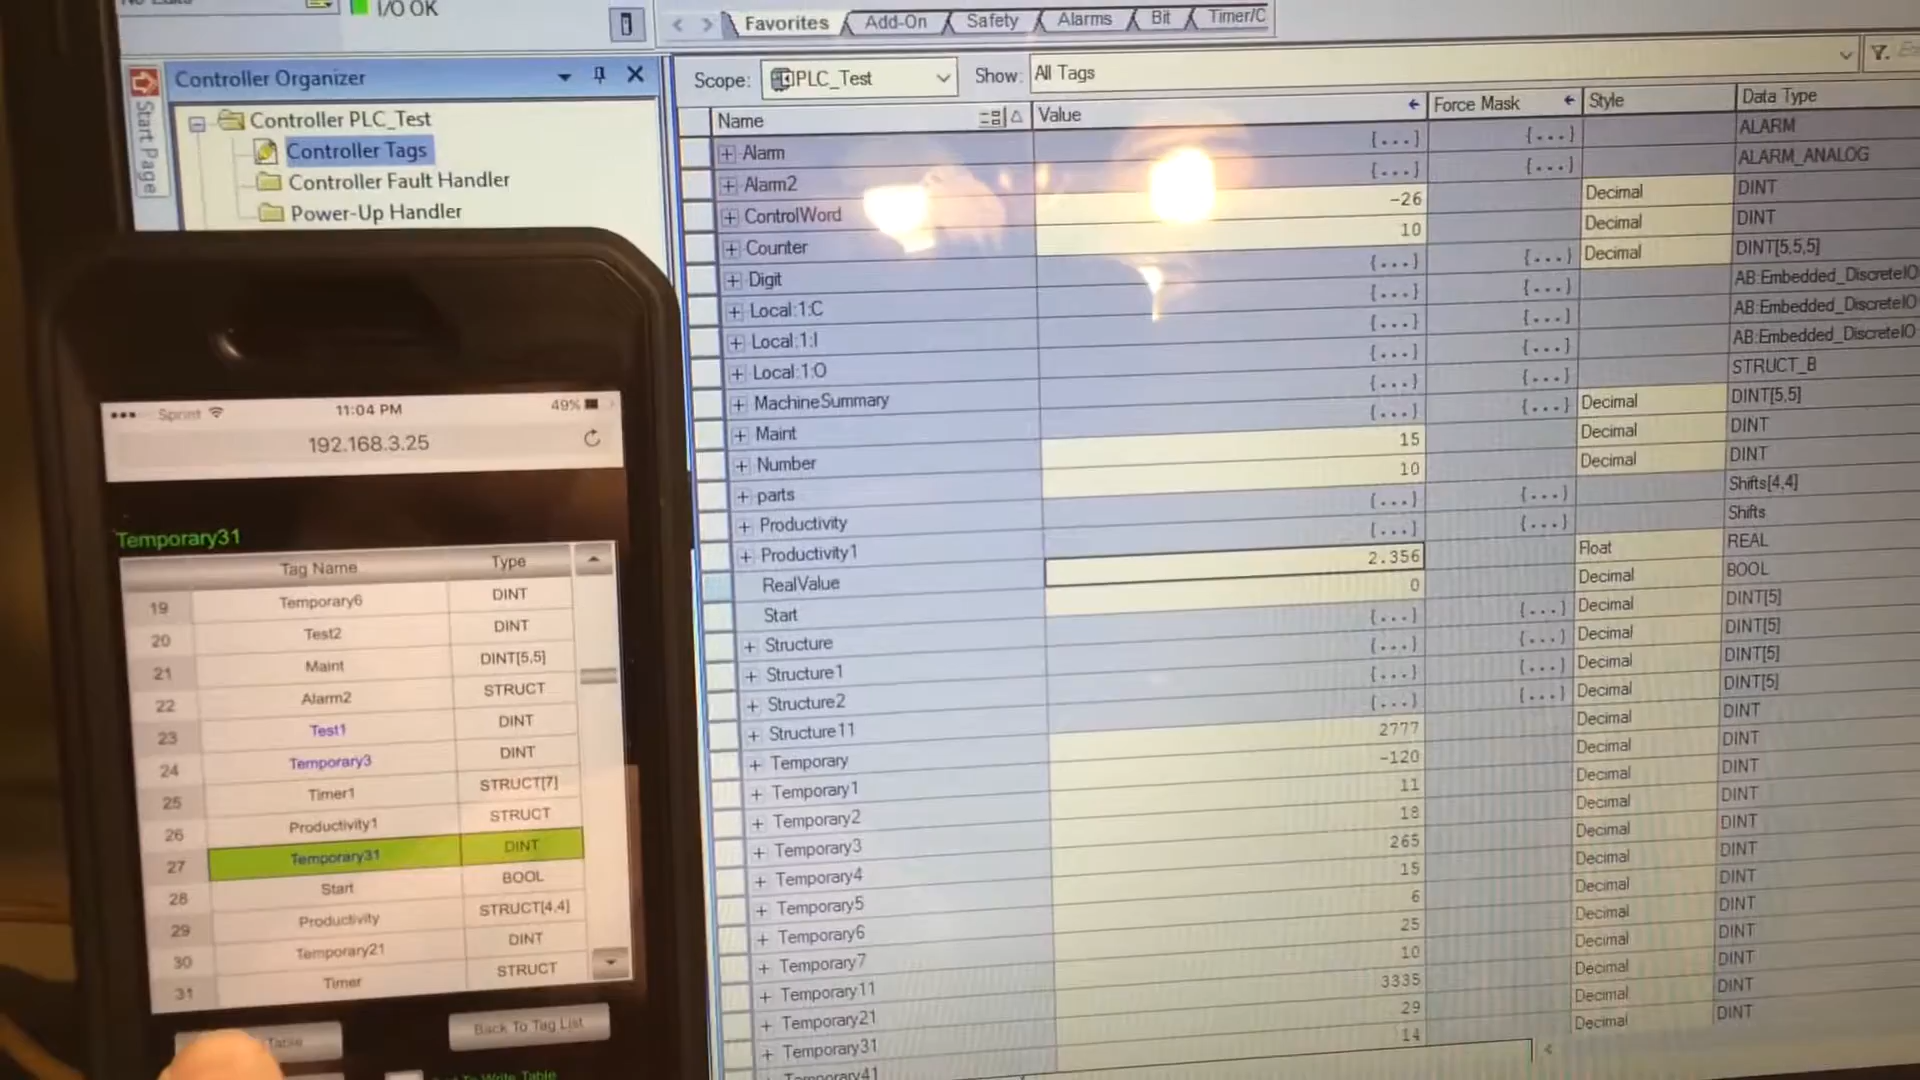 I/O OK
Favorites Add-On Safety Alarms Bit Timer/C
Start Page
Controller Organizer
Controller PLC_Test
Controller Tags
Controller Fault Handler
Power-Up Handler
Scope: PLC_Test Show: All Tags
Name Value Force Mask Style Data Type
Alarm {...} {...} ALARM
Alarm2 {...} {...} ALARM_ANALOG
ControlWord -26 Decimal DINT
Counter 10 Decimal DINT
Digit {...} {...} Decimal DINT[5,5,5]
Local:1:C {...} {...} AB:Embedded_DiscreteIO
Local:1:I {...} {...} AB:Embedded_DiscreteIO
Local:1:O {...} {...} AB:Embedded_DiscreteIO
MachineSummary {...} {...} STRUCT_B
Maint {...} {...} Decimal DINT[5,5]
Number 15 Decimal DINT
parts 10 Decimal DINT
Productivity {...} {...} Shifts[4,4]
Productivity1 {...} {...} Shifts
RealValue 2.356 Float REAL
Start 0 Decimal BOOL
Structure {...} {...} Decimal DINT[5]
Structure1 {...} {...} Decimal DINT[5]
Structure2 {...} {...} Decimal DINT[5]
Structure11 {...} {...} Decimal DINT[5]
Temporary 2777 Decimal DINT
Temporary1 -120 Decimal DINT
Temporary2 11 Decimal DINT
Temporary3 18 Decimal DINT
Temporary4 265 Decimal DINT
Temporary5 15 Decimal DINT
Temporary6 6 Decimal DINT
Temporary7 25 Decimal DINT
Temporary11 10 Decimal DINT
Temporary21 3335 Decimal DINT
Temporary31 29 Decimal DINT
Temporary41 14 Decimal DINT
Sprint 11:04 PM 49%
192.168.3.25
Temporary31
Tag Name Type
19 Temporary6 DINT
20 Test2 DINT
21 Maint DINT[5,5]
22 Alarm2 STRUCT
23 Test1 DINT
24 Temporary3 DINT
25 Timer1 STRUCT[7]
26 Productivity1 STRUCT
27 Temporary31 DINT
28 Start BOOL
29 Productivity STRUCT[4,4]
30 Temporary21 DINT
31 Timer STRUCT
Table Back To Tag List
To Write Table